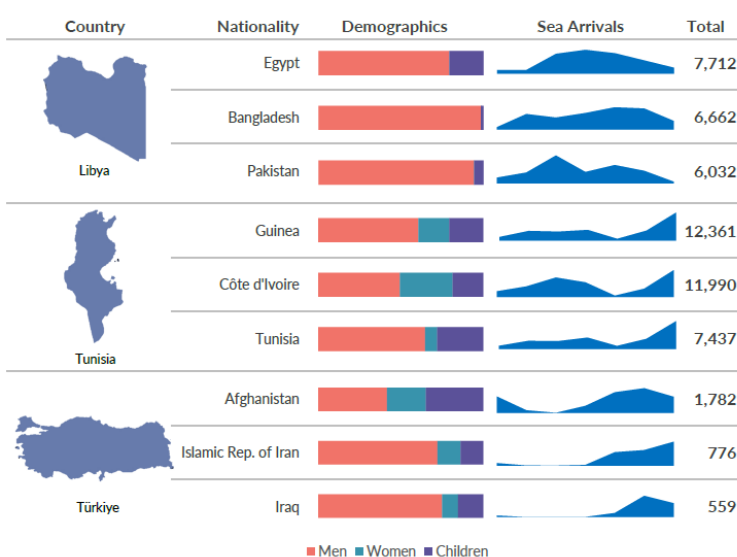 Country Nationality Demographics Sea Arrivals Total
Egypt 7,712
Bangladesh 6,662
Libya
Pakistan 6,032
Guinea 12,361
Côte d'Ivoire 11,990
Tunisia 7,437
Tunisia
Afghanistan 1,782
Islamic Rep. of Iran 776
Türkiye
Iraq 559
Men Women Children